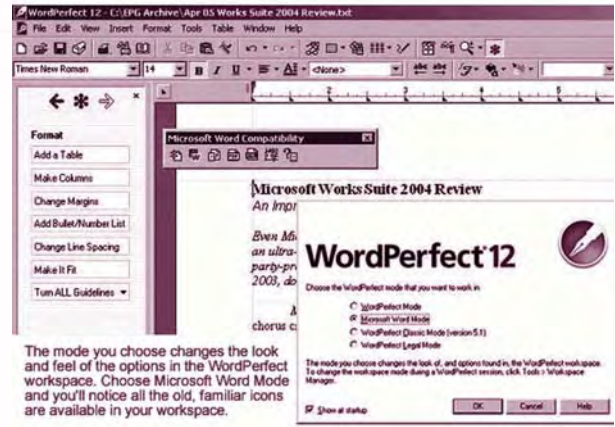 WordPerfect 12 - C:\EPG Archive\Apr 05 Works Suite 2004 Review.txt
File Edit View Insert Format Tools Table Window Help
Times New Roman 14 B I U <None>
Format
Add a Table
Make Columns
Change Margins
Add Bullet/Number List
Change Line Spacing
Make It Fit
Turn ALL Guidelines
Microsoft Word Compatibility
Microsoft Works Suite 2004 Review
An Impr
Even Mi
an ultra-
party-pr
2003, do
chorus c
WordPerfect 12
Choose the WordPerfect mode that you want to work in
WordPerfect Mode
Microsoft Word Mode
WordPerfect Classic Mode (version 5.1)
WordPerfect Legal Mode
The mode you choose changes the look of, and options found in, the WordPerfect workspace.
To change the workspace mode during a WordPerfect session, click Tools > Workspace
Manager.
Show at startup
OK Cancel Help
The mode you choose changes the look
and feel of the options in the WordPerfect
workspace. Choose Microsoft Word Mode
and you'll notice all the old, familiar icons
are available in your workspace.